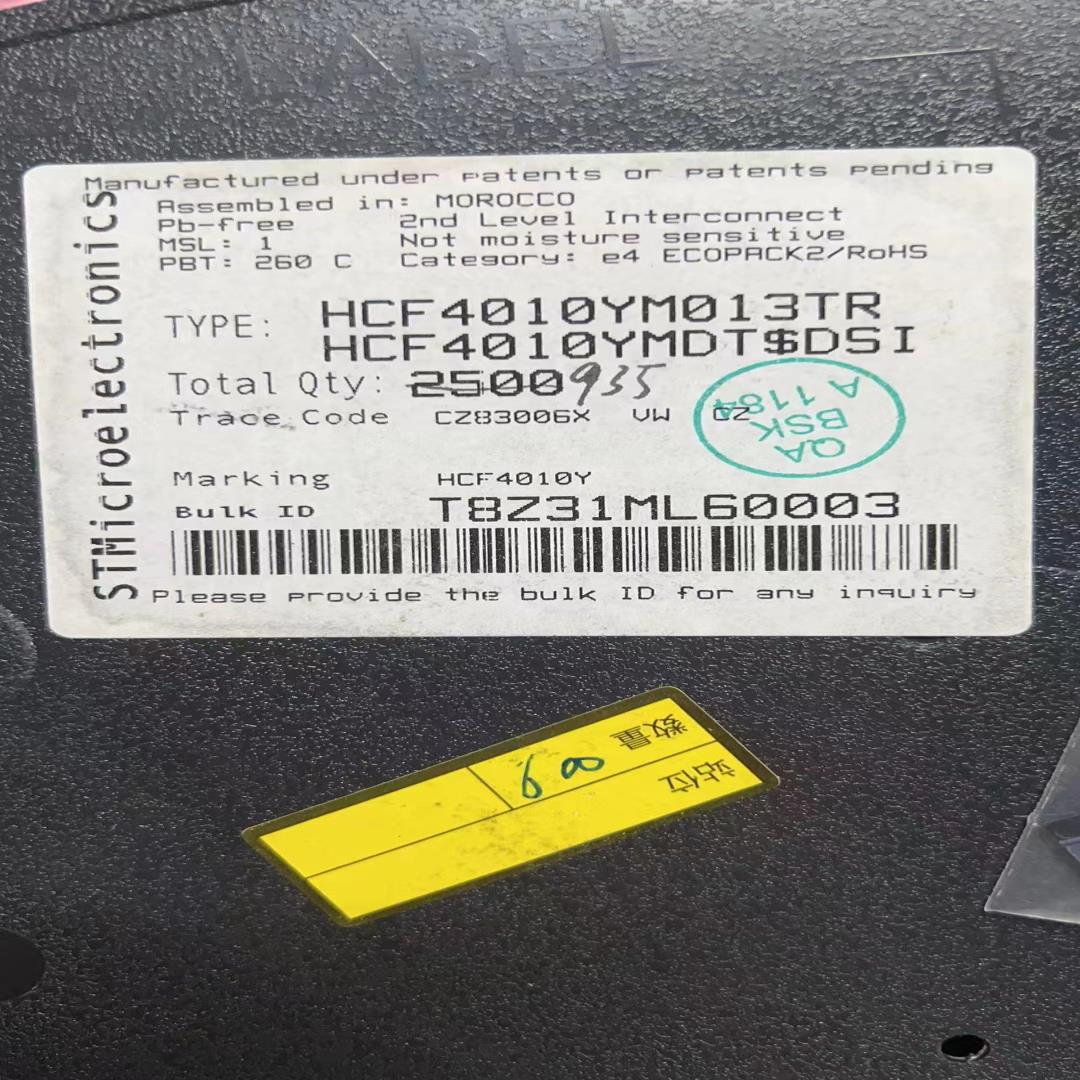 LABEL
Manufactured under patents or patents pending
Assembled in: MOROCCO
Pb-free 2nd Level Interconnect
MSL: 1 Not moisture sensitive
PBT: 260 C Category: e4 ECOPACK2/RoHS
TYPE: HCF4010YM013TR
HCF4010YMDT$DSI
Total Qty: 2500 935
Trace Code CZ83006X VW CZ
Marking HCF4010Y
Bulk ID T8Z31ML60003
Please provide the bulk ID for any inquiry
STMicroelectronics
QA
BSK
A 1184
站位
数量 600